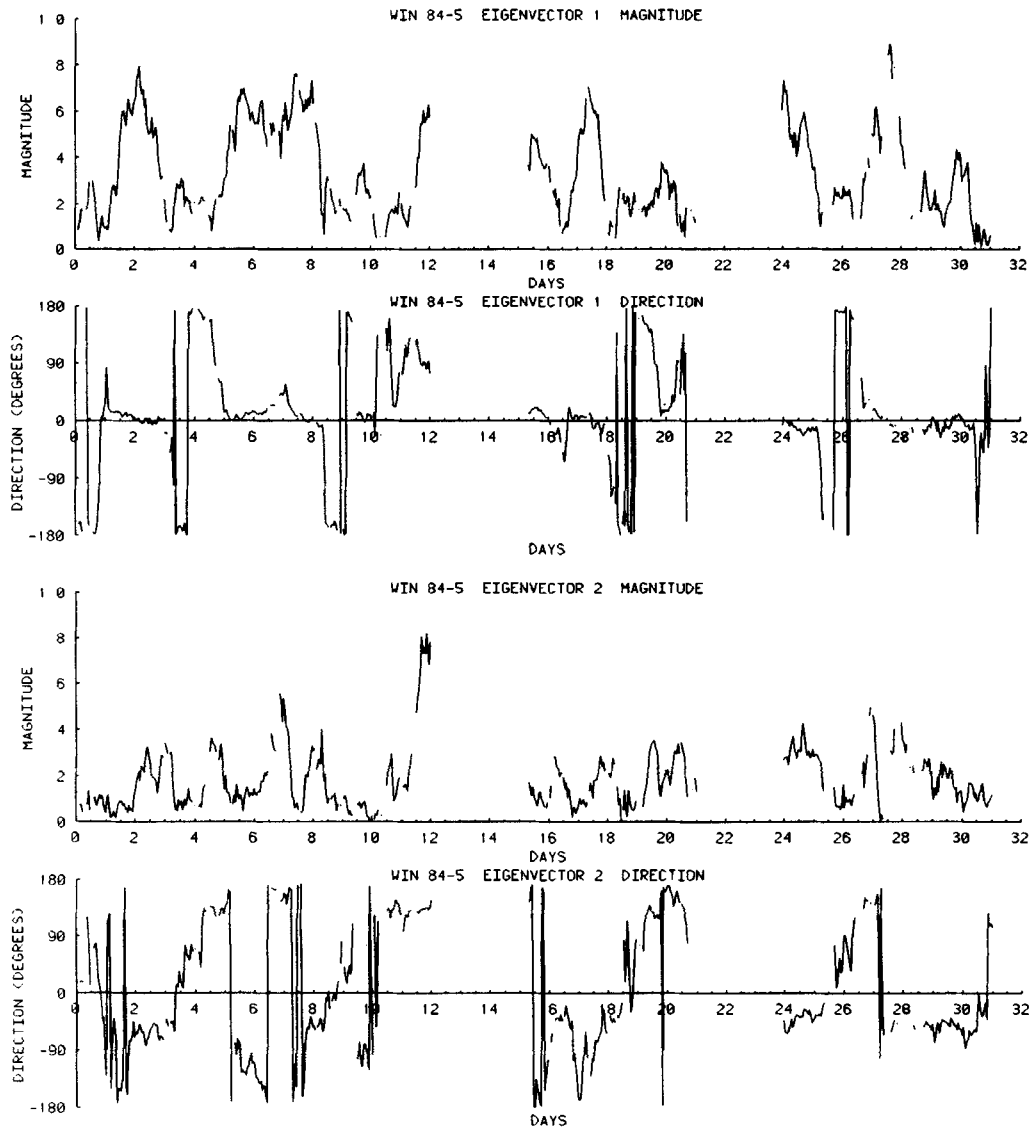 WIN 84-5 EIGENVECTOR 1 MAGNITUDE
1 0
8
6
4
2
0
MAGNITUDE
0 2 4 6 8 10 12 14 16 18 20 22 24 26 28 30 32
DAYS
WIN 84-5 EIGENVECTOR 1 DIRECTION
180
90
0
-90
-180
DIRECTION (DEGREES)
0 2 4 6 8 10 12 14 16 18 20 22 24 26 28 30 32
DAYS
WIN 84-5 EIGENVECTOR 2 MAGNITUDE
1 0
8
6
4
2
0
MAGNITUDE
0 2 4 6 8 10 12 14 16 18 20 22 24 26 28 30 32
DAYS
WIN 84-5 EIGENVECTOR 2 DIRECTION
180
90
0
-90
-180
DIRECTION (DEGREES)
0 2 4 6 8 10 12 14 16 18 20 22 24 26 28 30 32
DAYS